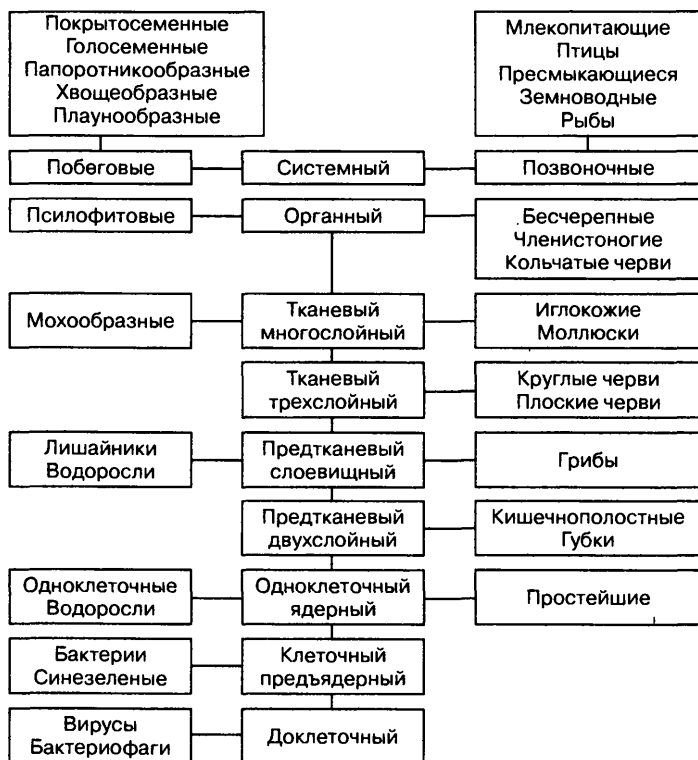 Покрытосеменные
Голосеменные
Папоротникообразные
Хвощеобразные
Плаунообразные
Млекопитающие
Птицы
Пресмыкающиеся
Земноводные
Рыбы
Побеговые
Системный
Позвоночные
Псилофитовые
Органный
Бесчерепные
Членистоногие
Кольчатые черви
Мохообразные
Тканевый
многослойный
Иглокожие
Моллюски
Тканевый
трехслойный
Круглые черви
Плоские черви
Лишайники
Водоросли
Предтканевый
слоевищный
Грибы
Предтканевый
двухслойный
Кишечнополостные
Губки
Одноклеточные
Водоросли
Одноклеточный
ядерный
Простейшие
Бактерии
Синезеленые
Клеточный
предъядерный
Вирусы
Бактериофаги
Доклеточный